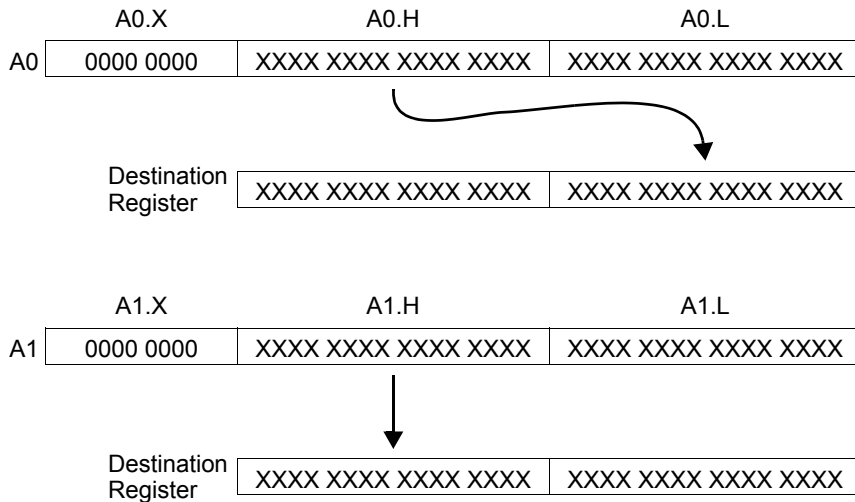 A0.X A0.H A0.L
A0 0000 0000 XXXX XXXX XXXX XXXX XXXX XXXX XXXX XXXX
Destination
Register XXXX XXXX XXXX XXXX XXXX XXXX XXXX XXXX
A1.X A1.H A1.L
A1 0000 0000 XXXX XXXX XXXX XXXX XXXX XXXX XXXX XXXX
Destination
Register XXXX XXXX XXXX XXXX XXXX XXXX XXXX XXXX